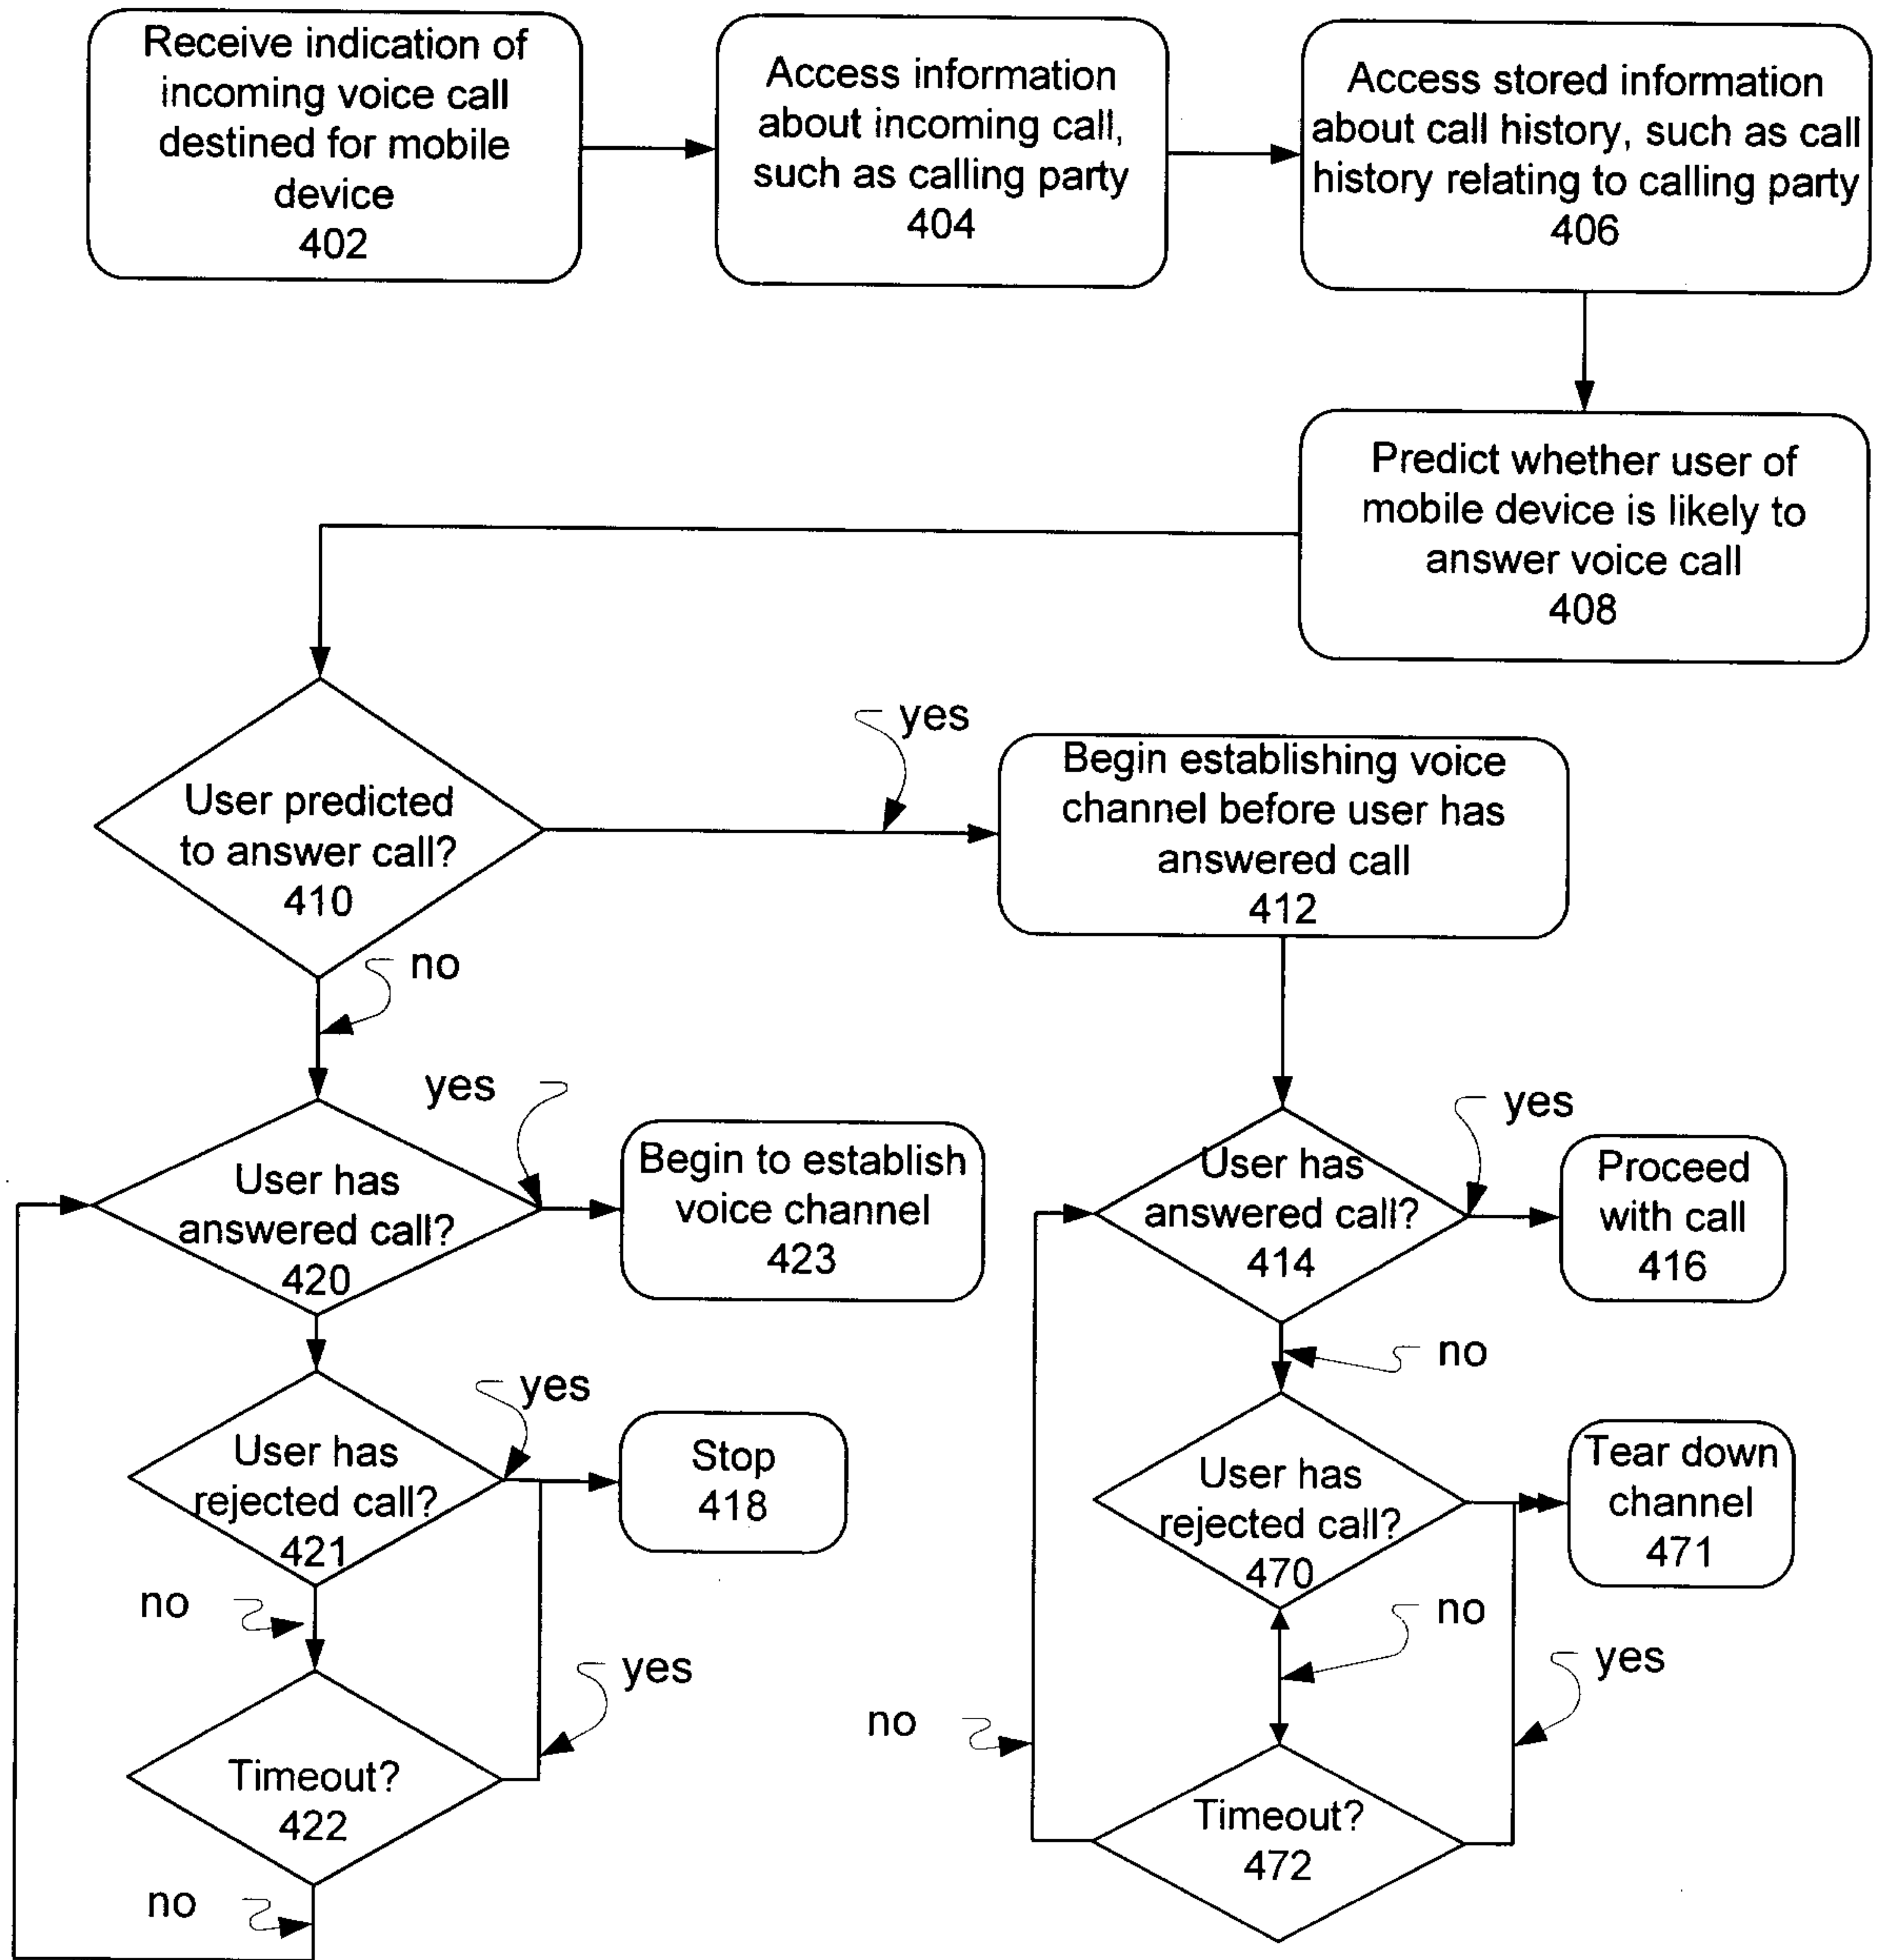 Receive indication of
incoming voice call
destined for mobile
device
402
Access information
about incoming call,
such as calling party
404
Access stored information
about call history, such as call
history relating to calling party
406
Predict whether user of
mobile device is likely to
answer voice call
408
User predicted
to answer call?
410
yes
Begin establishing voice
channel before user has
answered call
412
no
User has
answered call?
420
yes
Begin to establish
voice channel
423
User has
answered call?
414
yes
Proceed
with call
416
no
User has
rejected call?
421
yes
Stop
418
no
Timeout?
422
yes
no
User has
rejected call?
470
Tear down
channel
471
no
Timeout?
472
yes
no